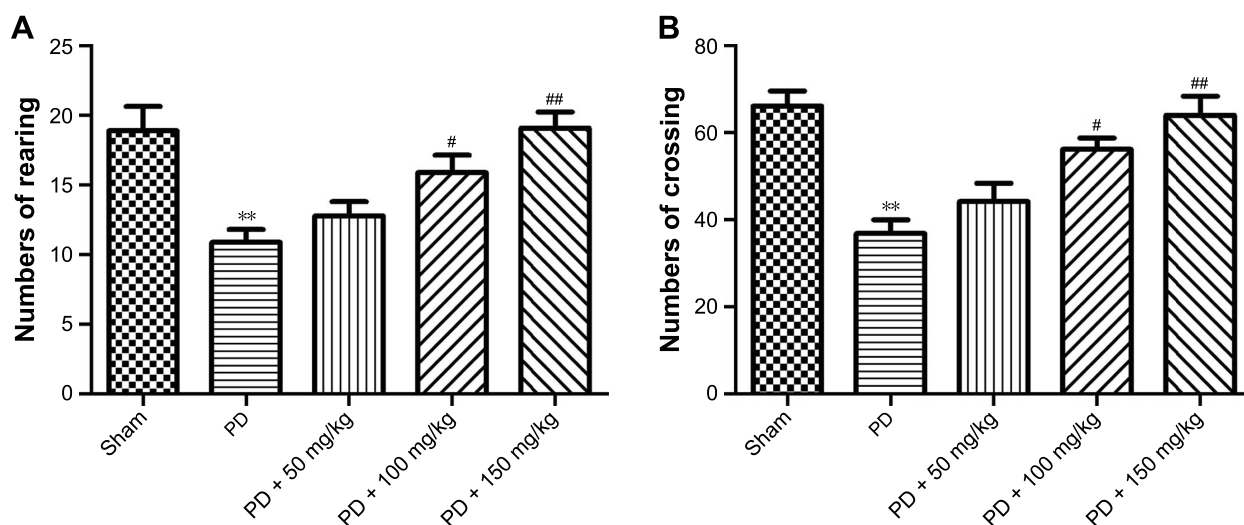 A
Numbers of rearing
25
20
15
10
5
0
**
#
##
Sham
PD
PD + 50 mg/kg
PD + 100 mg/kg
PD + 150 mg/kg
B
Numbers of crossing
80
60
40
20
0
**
#
##
Sham
PD
PD + 50 mg/kg
PD + 100 mg/kg
PD + 150 mg/kg